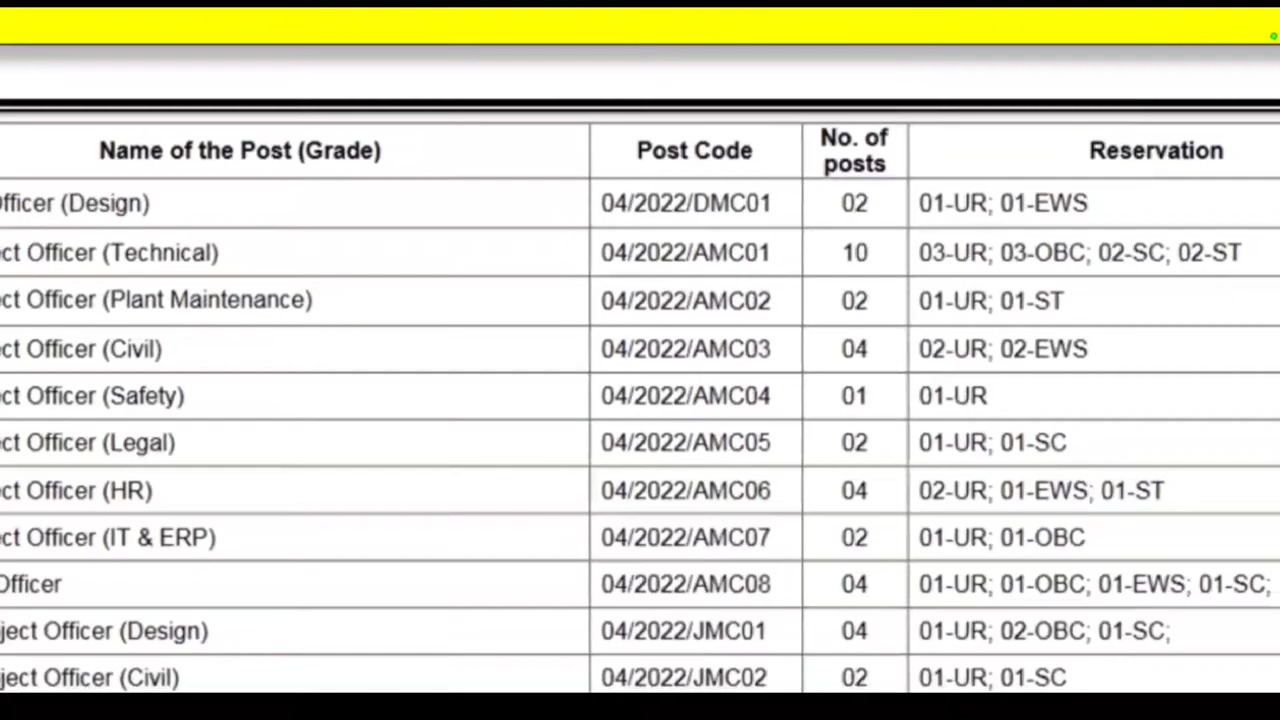 Name of the Post (Grade) Post Code No. of posts Reservation
Officer (Design) 04/2022/DMC01 02 01-UR; 01-EWS
ct Officer (Technical) 04/2022/AMC01 10 03-UR; 03-OBC; 02-SC; 02-ST
ct Officer (Plant Maintenance) 04/2022/AMC02 02 01-UR; 01-ST
ct Officer (Civil) 04/2022/AMC03 04 02-UR; 02-EWS
ct Officer (Safety) 04/2022/AMC04 01 01-UR
ct Officer (Legal) 04/2022/AMC05 02 01-UR; 01-SC
ct Officer (HR) 04/2022/AMC06 04 02-UR; 01-EWS; 01-ST
ct Officer (IT & ERP) 04/2022/AMC07 02 01-UR; 01-OBC
Officer 04/2022/AMC08 04 01-UR; 01-OBC; 01-EWS; 01-SC;
ject Officer (Design) 04/2022/JMC01 04 01-UR; 02-OBC; 01-SC;
ject Officer (Civil) 04/2022/JMC02 02 01-UR; 01-SC